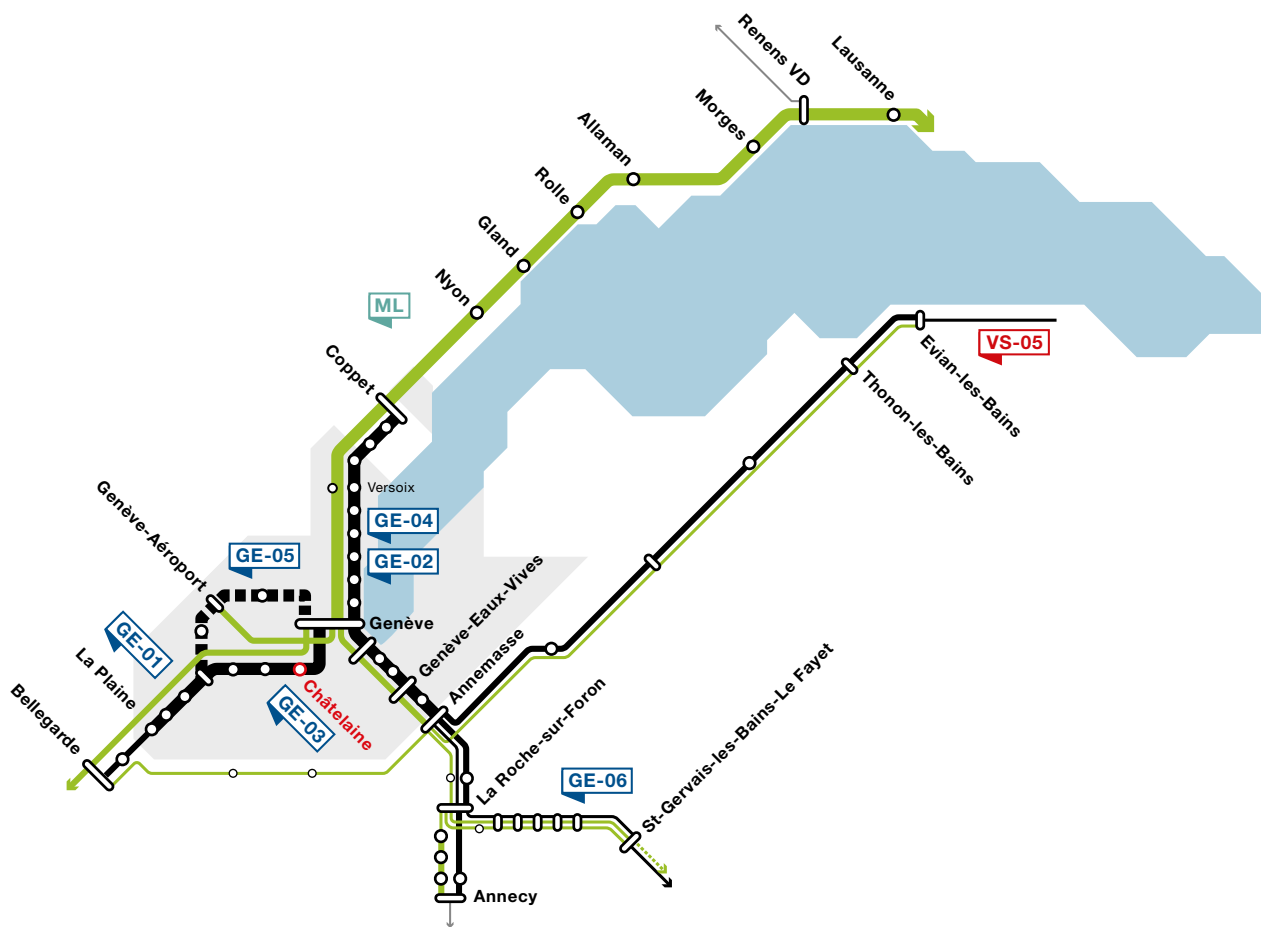 Renens VD
Lausanne
Morges
Allaman
Rolle
Gland
Nyon
ML
Coppet
VS-05
Evian-les-Bains
Thonon-les-Bains
Versoix
Genève-Aéroport
GE-04
GE-05
GE-02
Genève-Eaux-Vives
Genève
GE-01
La Plaine
Annemasse
Châtelaine
GE-03
Bellegarde
La Roche-sur-Foron
St-Gervais-les-Bains-Le Fayet
GE-06
Annecy